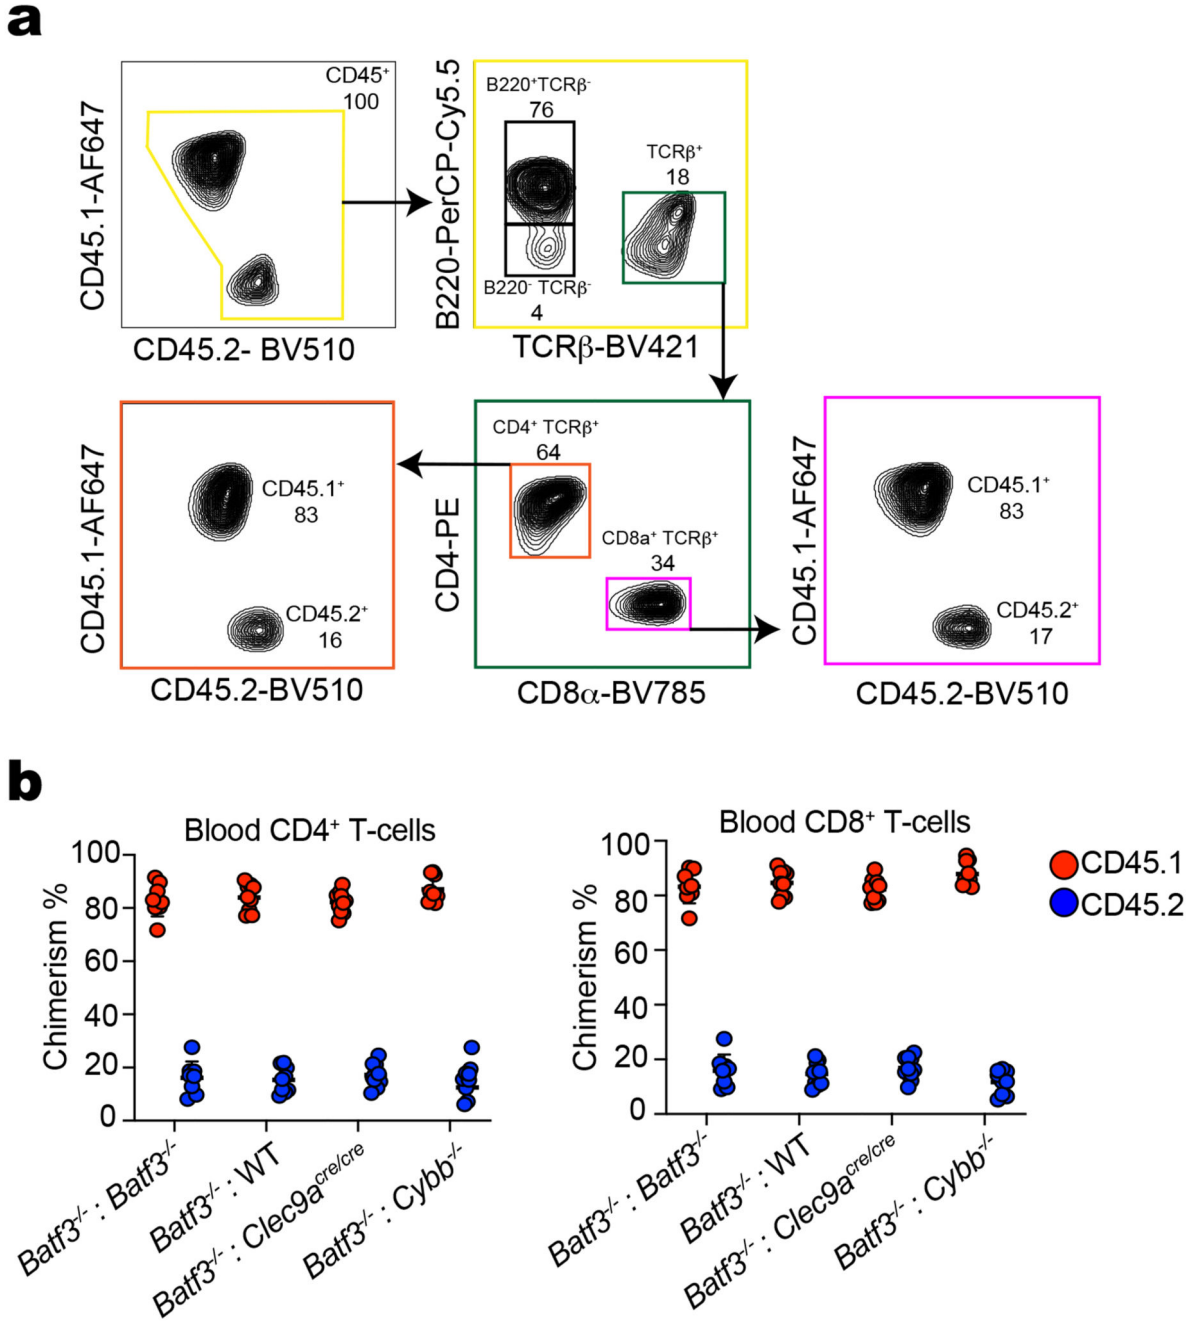 a
CD45⁺
100
CD45.1-AF647
CD45.2- BV510
B220-PerCP-Cy5.5
B220⁺TCRβ⁻
76
TCRβ⁺
18
B220⁻ TCRβ⁻
4
TCRβ-BV421
CD45.1-AF647
CD45.1⁺
83
CD45.2⁺
16
CD45.2-BV510
CD4-PE
CD4⁺ TCRβ⁺
64
CD8a⁺ TCRβ⁺
34
CD8α-BV785
CD45.1-AF647
CD45.1⁺
83
CD45.2⁺
17
CD45.2-BV510
b
Blood CD4⁺ T-cells
Chimerism %
100
80
60
40
20
0
Batf3⁻/⁻ : Batf3⁻/⁻
Batf3⁻/⁻ : WT
Batf3⁻/⁻ : Clec9aᶜʳᵉ/ᶜʳᵉ
Batf3⁻/⁻ : Cybb⁻/⁻
Blood CD8⁺ T-cells
Chimerism %
100
80
60
40
20
0
Batf3⁻/⁻ : Batf3⁻/⁻
Batf3⁻/⁻ : WT
Batf3⁻/⁻ : Clec9aᶜʳᵉ/ᶜʳᵉ
Batf3⁻/⁻ : Cybb⁻/⁻
CD45.1
CD45.2